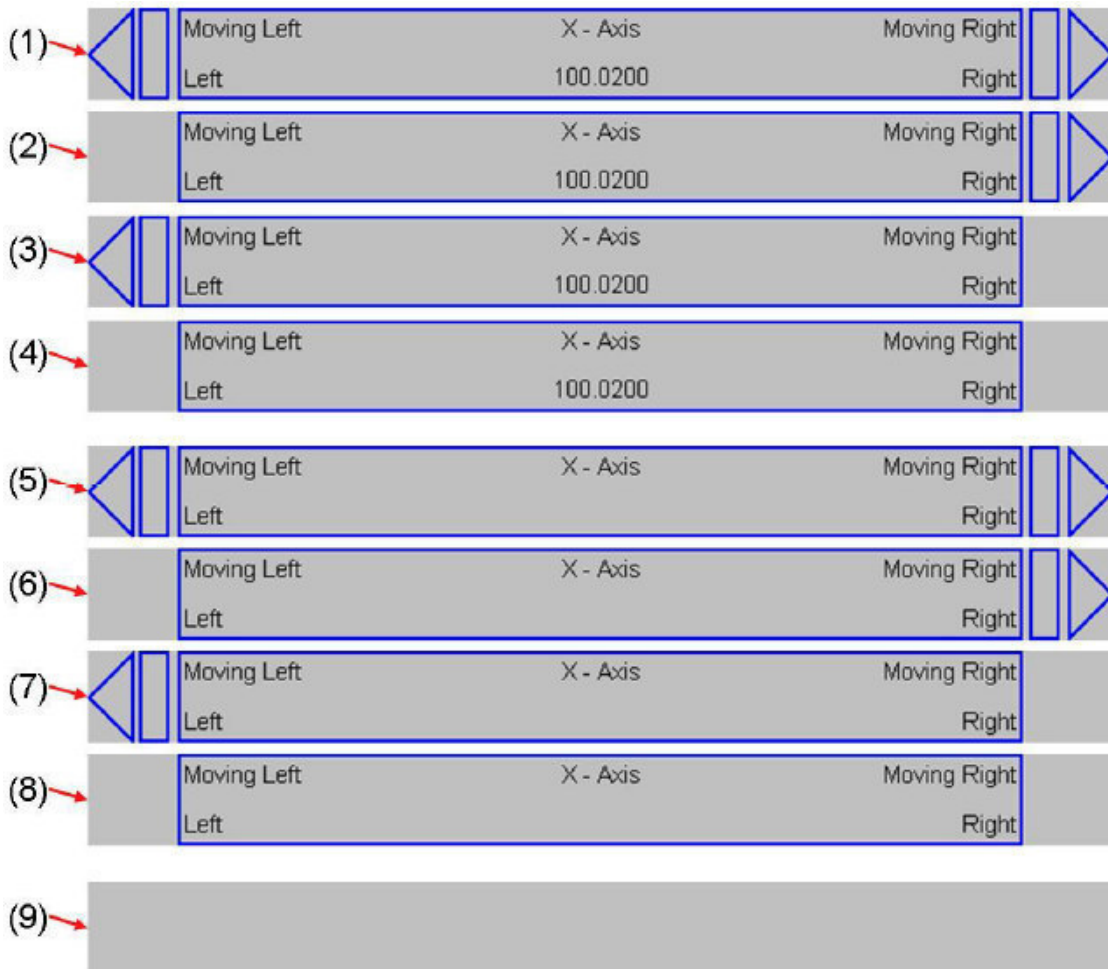 (1) Moving Left X - Axis Moving Right
Left 100.0200 Right
(2) Moving Left X - Axis Moving Right
Left 100.0200 Right
(3) Moving Left X - Axis Moving Right
Left 100.0200 Right
(4) Moving Left X - Axis Moving Right
Left 100.0200 Right
(5) Moving Left X - Axis Moving Right
Left Right
(6) Moving Left X - Axis Moving Right
Left Right
(7) Moving Left X - Axis Moving Right
Left Right
(8) Moving Left X - Axis Moving Right
Left Right
(9)